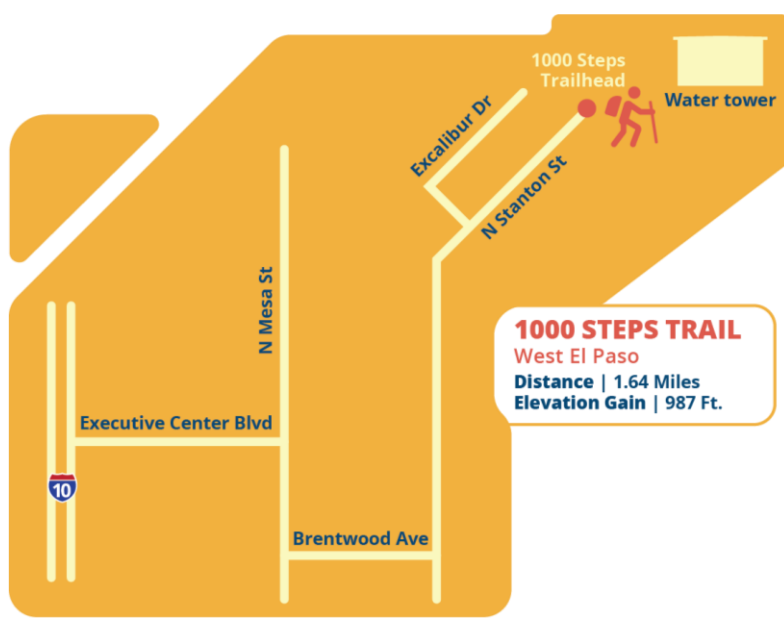 1000 Steps
Trailhead
Water tower
Excalibur Dr
N Stanton St
N Mesa St
1000 STEPS TRAIL
West El Paso
Distance | 1.64 Miles
Elevation Gain | 987 Ft.
Executive Center Blvd
10
Brentwood Ave